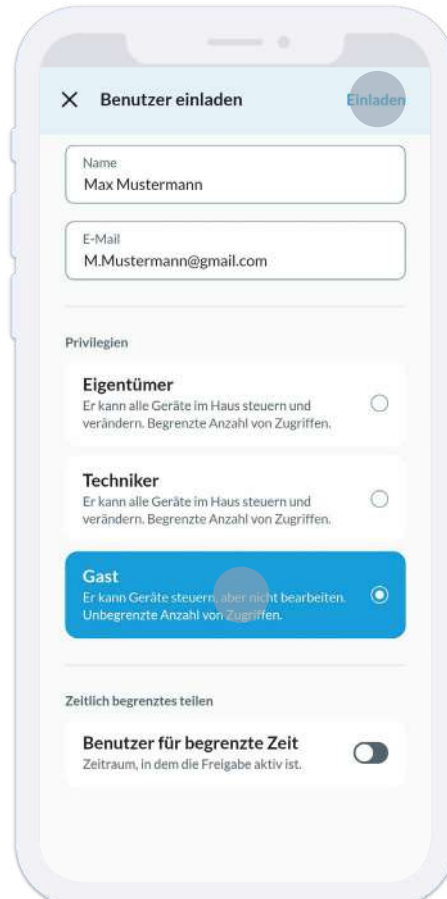 Benutzer einladen
Einladen
Name
Max Mustermann
E-Mail
M.Mustermann@gmail.com
Privilegien
Eigentümer
Er kann alle Geräte im Haus steuern und
verändern. Begrenzte Anzahl von Zugriffen.
Techniker
Er kann alle Geräte im Haus steuern und
verändern. Begrenzte Anzahl von Zugriffen.
Gast
Er kann Geräte steuern, aber nicht bearbeiten.
Unbegrenzte Anzahl von Zugriffen.
Zeitlich begrenztes teilen
Benutzer für begrenzte Zeit
Zeitraum, in dem die Freigabe aktiv ist.